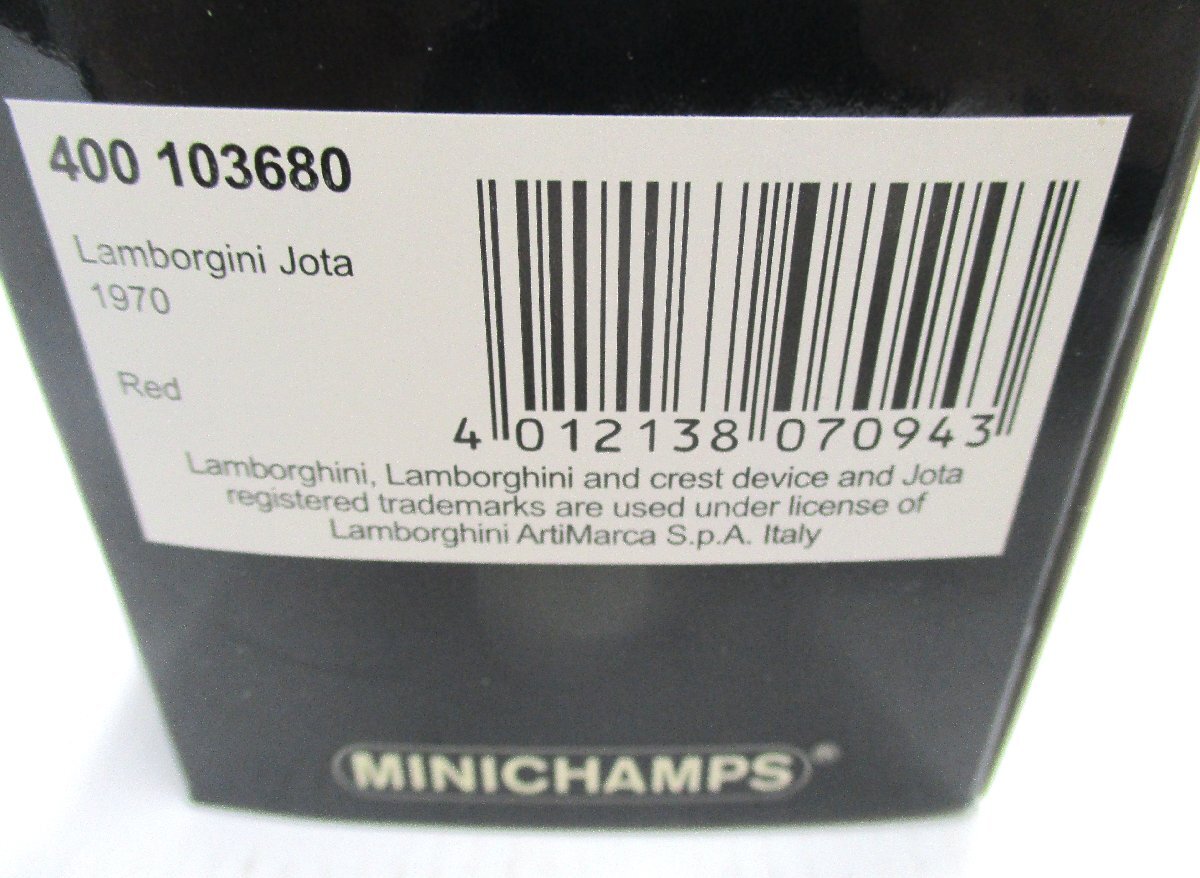 400 103680
Lamborgini Jota
1970
Red
4 012138 070943
Lamborghini, Lamborghini and crest device and Jota
registered trademarks are used under license of
Lamborghini ArtiMarca S.p.A. Italy
MINICHAMPS®